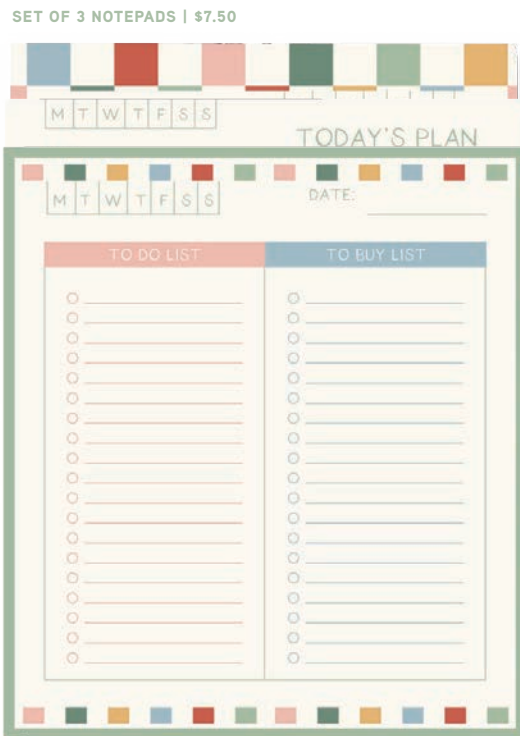 SET OF 3 NOTEPADS | $7.50
M T W T F S S
TODAY'S PLAN
M T W T F S S
DATE:
TO DO LIST
TO BUY LIST